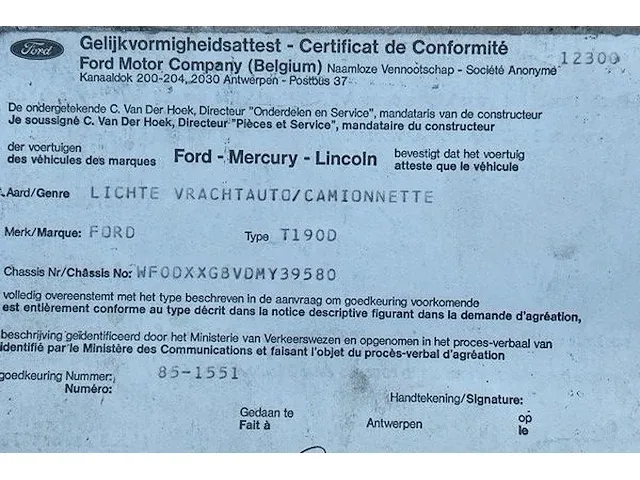 Ford
Gelijkvormigheidsattest - Certificat de Conformité
Ford Motor Company (Belgium) Naamloze Vennootschap - Société Anonyme 12300
Kanaaldok 200-204, 2030 Antwerpen - Postbus 37
De ondergetekende C. Van Der Hoek, Directeur "Onderdelen en Service", mandataris van de constructeur
Je soussigné C. Van Der Hoek, Directeur "Pièces et Service", mandataire du constructeur
der voertuigen
des véhicules des marques
Ford - Mercury - Lincoln
bevestigt dat het voertuig
atteste que le véhicule
Aard/Genre LICHTE VRACHTAUTO/CAMIONNETTE
Merk/Marque: FORD Type T190D
Chassis Nr/Châssis No: WF0DXXGBVDMY39580
volledig overeenstemt met het type beschreven in de aanvraag om goedkeuring voorkomende
est entièrement conforme au type décrit dans la notice descriptive figurant dans la demande d'agréation,
beschrijving geïdentificeerd door het Ministerie van Verkeerswezen en opgenomen in het proces-verbaal van
identifié par le Ministère des Communications et faisant l'objet du procès-verbal d'agréation
goedkeuring Nummer: 85-1551
Numéro:
Handtekening/Signature:
Gedaan te
Fait à
Antwerpen
op
le